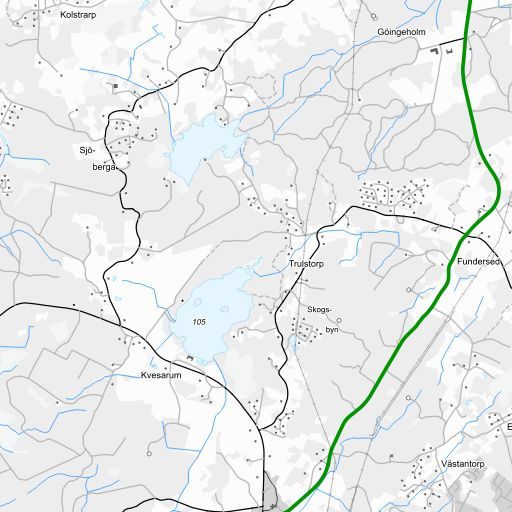 Kolstrarp
Göingeholm
Sjö-
berga
Fundersed
Trulstorp
Skogs-
byn
105
Kvesarum
Västantorp